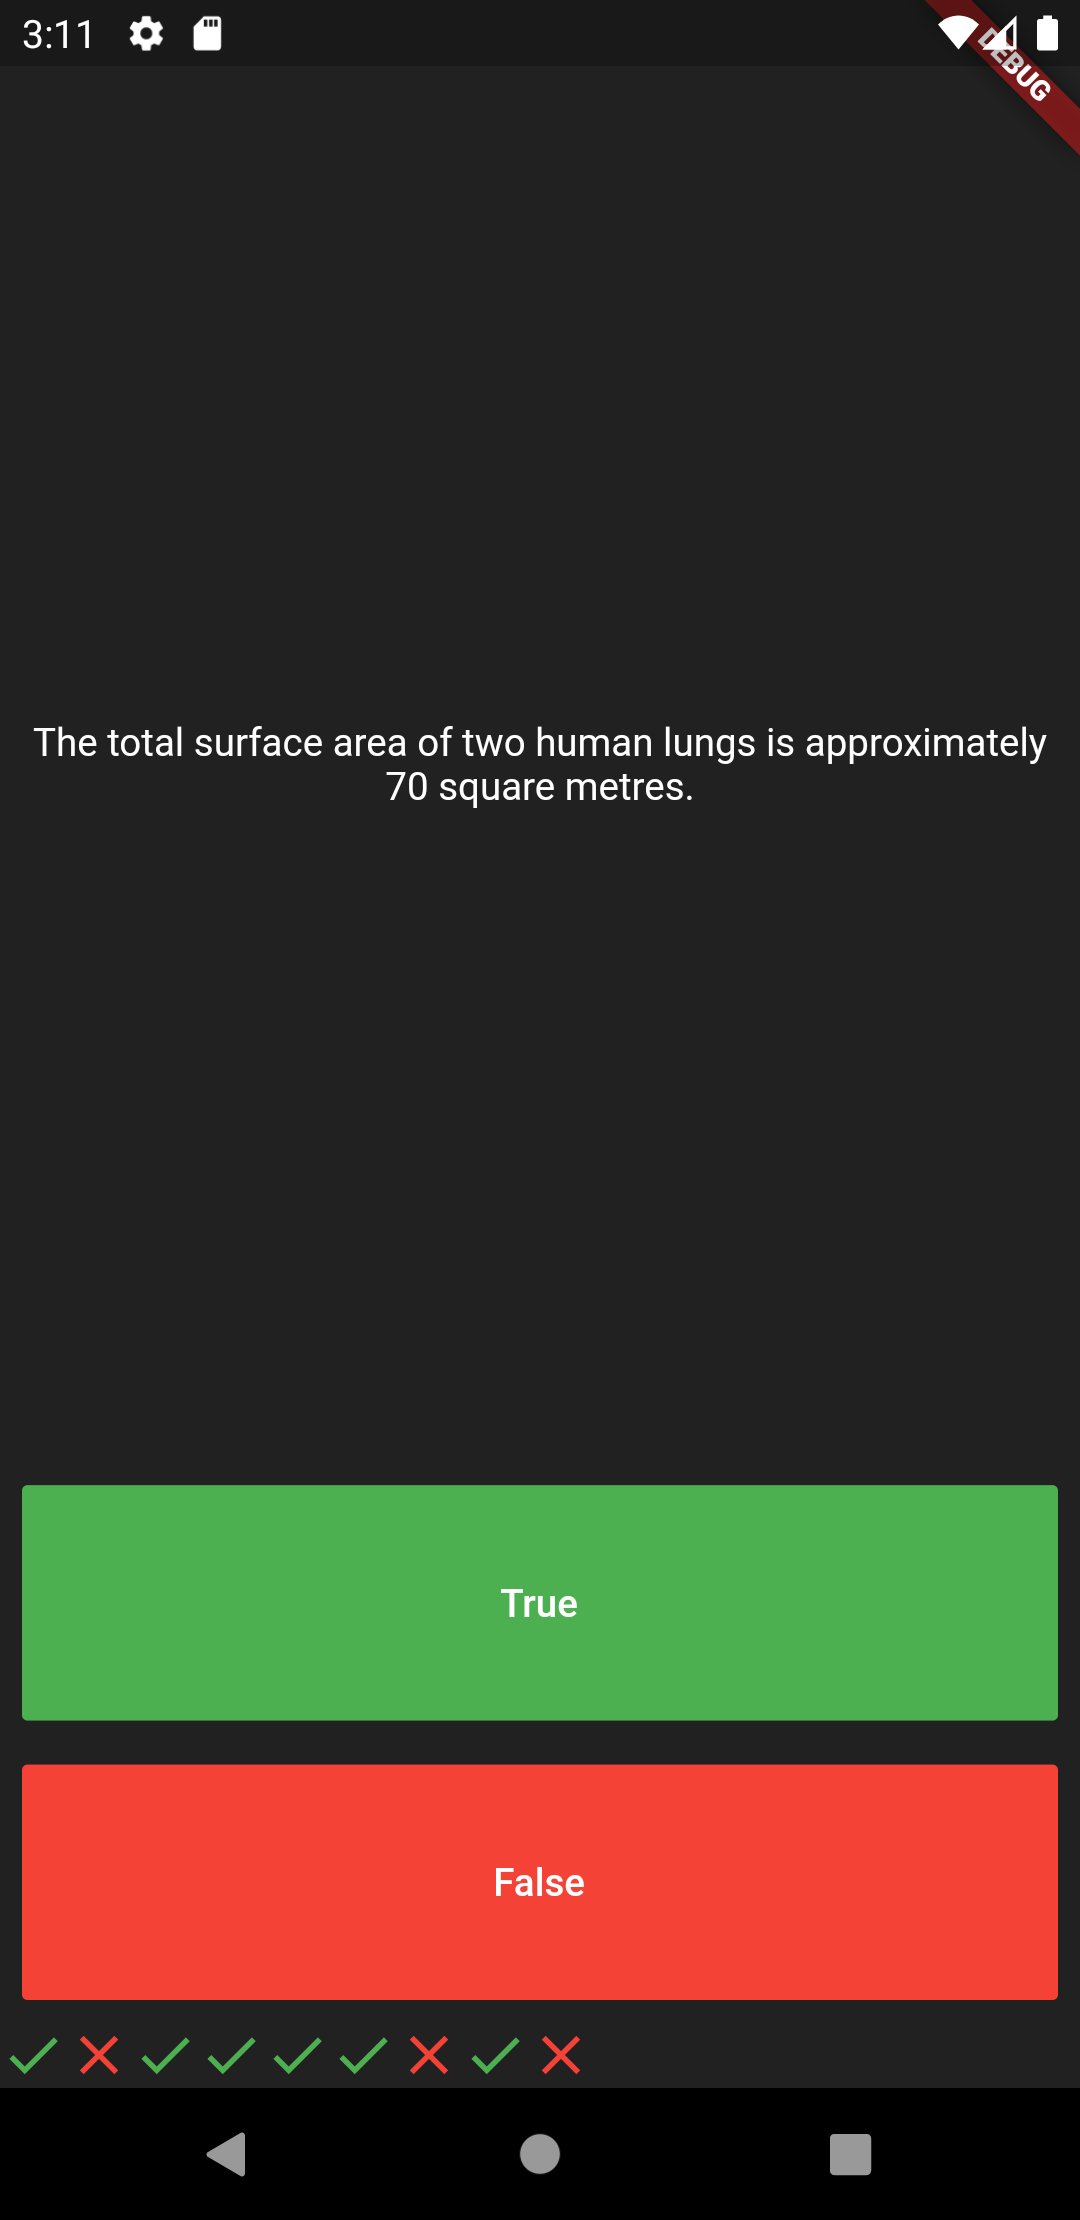 3:11
DEBUG
The total surface area of two human lungs is approximately
70 square metres.
True
False